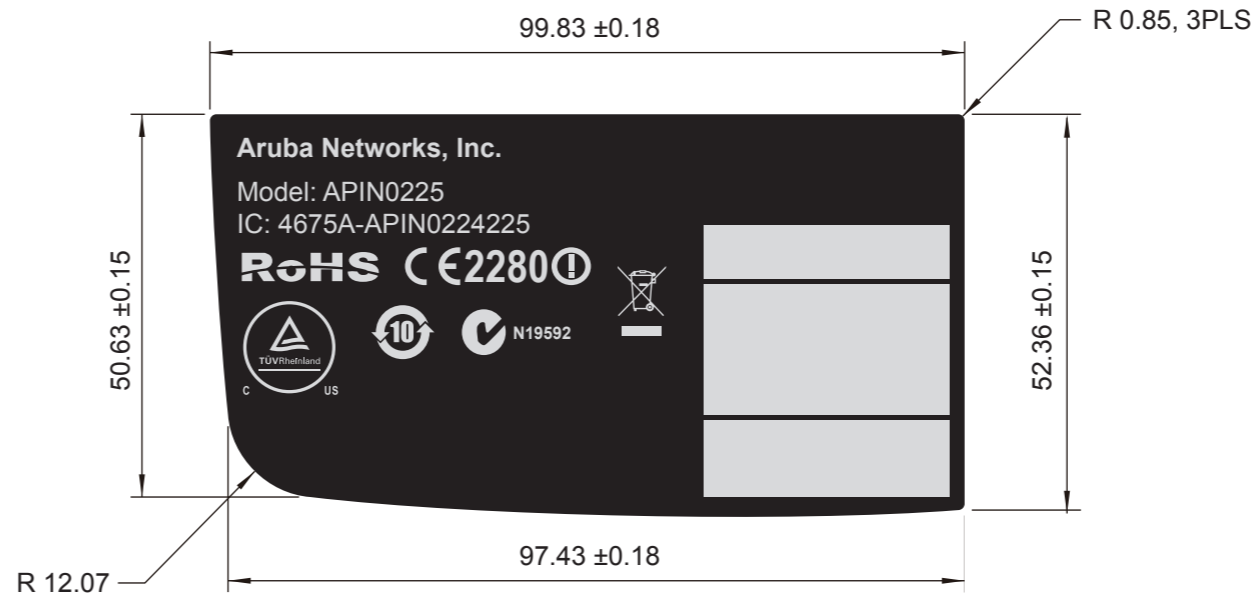 99.83 ±0.18
R 0.85, 3PLS
Aruba Networks, Inc.
Model: APIN0225
IC: 4675A-APIN0224225
RoHS CE2280!
10
N19592
TÜVRheinland
C US
50.63 ±0.15
52.36 ±0.15
97.43 ±0.18
R 12.07